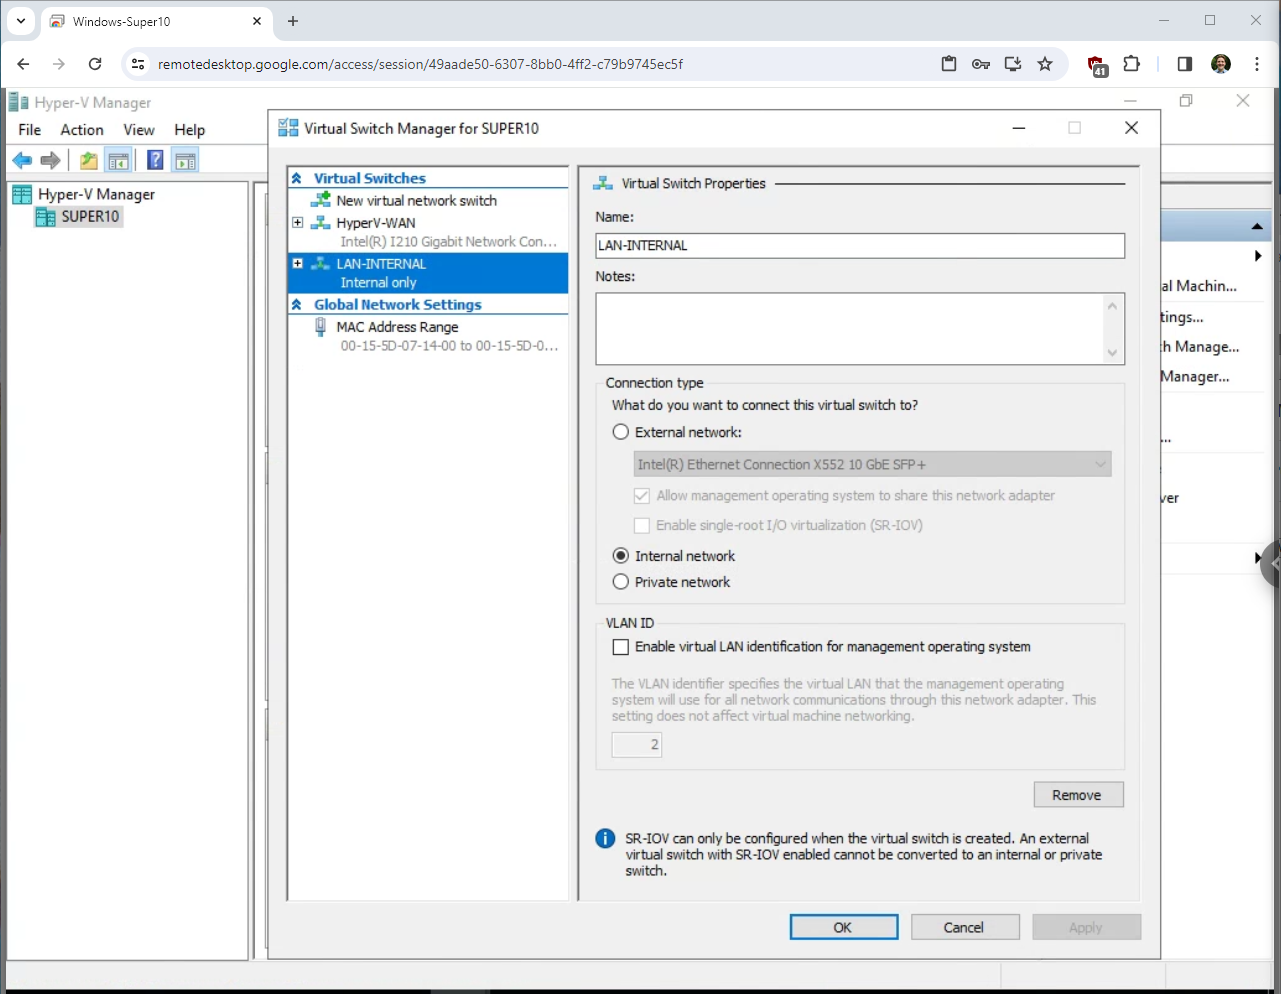 Windows-Super10
remotedesktop.google.com/access/session/49aade50-6307-8bb0-4ff2-c79b9745ec5f
41
Hyper-V Manager
File Action View Help
Hyper-V Manager
SUPER10
Virtual Switch Manager for SUPER10
Virtual Switches
New virtual network switch
HyperV-WAN
Intel(R) I210 Gigabit Network Con...
LAN-INTERNAL
Internal only
Global Network Settings
MAC Address Range
00-15-5D-07-14-00 to 00-15-5D-0...
Virtual Switch Properties
Name:
LAN-INTERNAL
Notes:
Connection type
What do you want to connect this virtual switch to?
External network:
Intel(R) Ethernet Connection X552 10 GbE SFP+
Allow management operating system to share this network adapter
Enable single-root I/O virtualization (SR-IOV)
Internal network
Private network
VLAN ID
Enable virtual LAN identification for management operating system
The VLAN identifier specifies the virtual LAN that the management operating
system will use for all network communications through this network adapter. This
setting does not affect virtual machine networking.
2
Remove
SR-IOV can only be configured when the virtual switch is created. An external
virtual switch with SR-IOV enabled cannot be converted to an internal or private
switch.
OK Cancel Apply
al Machin...
tings...
h Manage...
Manager...
...
ver